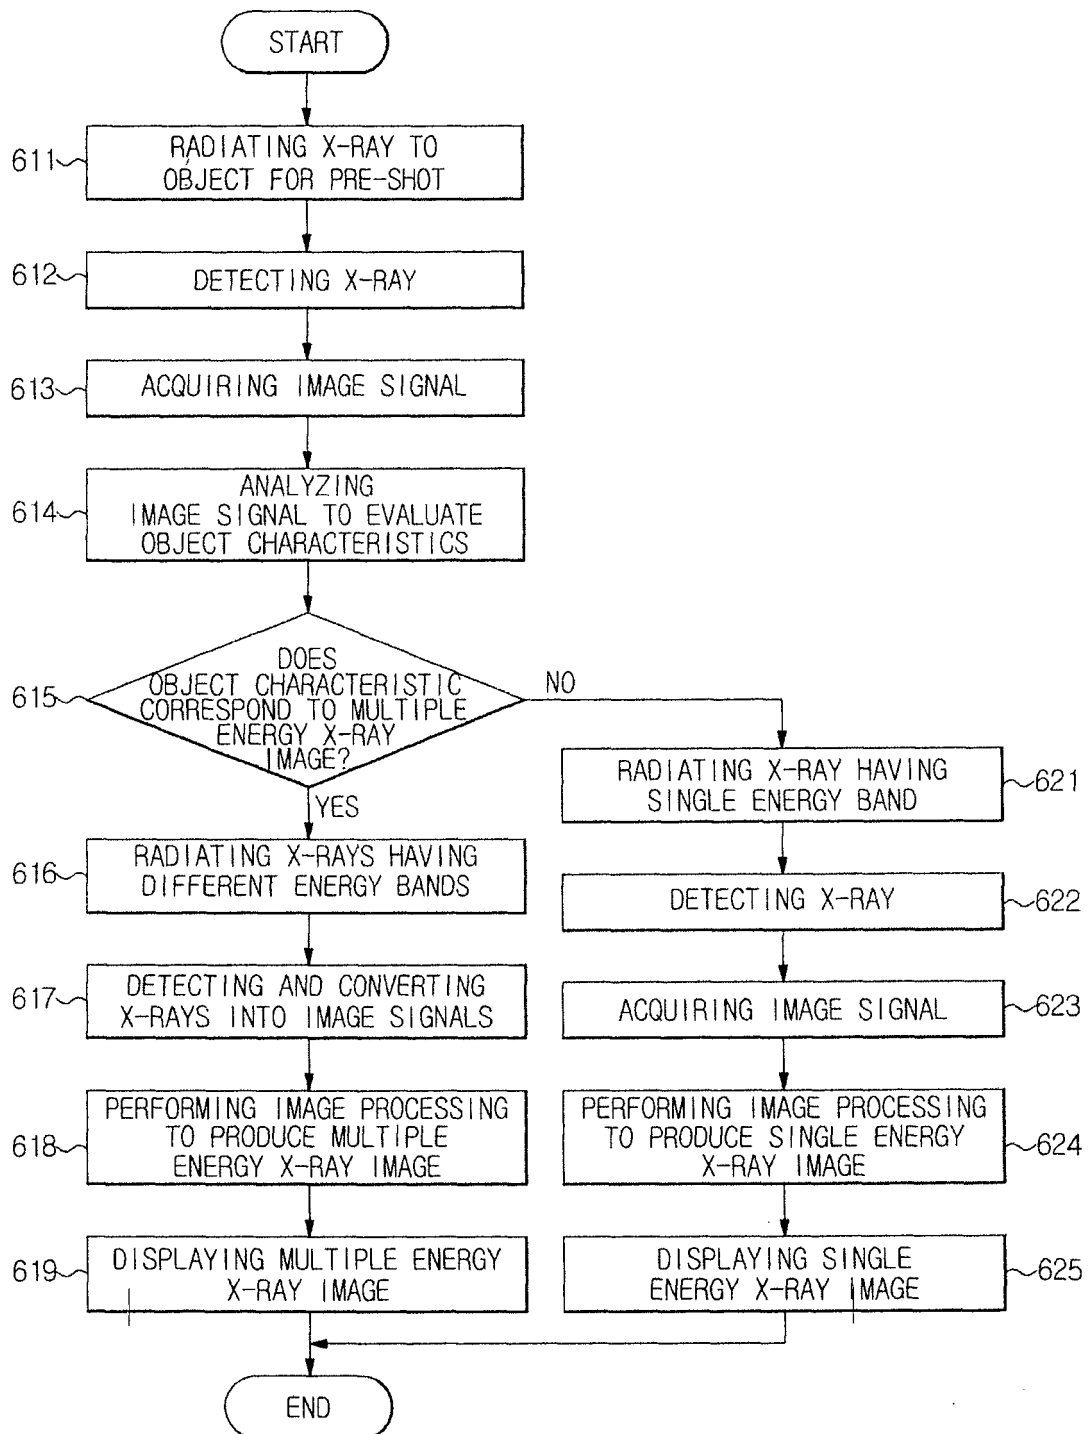 START
611
RADIATING X-RAY TO
OBJECT FOR PRE-SHOT
612
DETECTING X-RAY
613
ACQUIRING IMAGE SIGNAL
614
ANALYZING
IMAGE SIGNAL TO EVALUATE
OBJECT CHARACTERISTICS
615
DOES
OBJECT CHARACTERISTIC
CORRESPOND TO MULTIPLE
ENERGY X-RAY
IMAGE?
NO
YES
616
RADIATING X-RAYS HAVING
DIFFERENT ENERGY BANDS
617
DETECTING AND CONVERTING
X-RAYS INTO IMAGE SIGNALS
618
PERFORMING IMAGE PROCESSING
TO PRODUCE MULTIPLE
ENERGY X-RAY IMAGE
619
DISPLAYING MULTIPLE ENERGY
X-RAY IMAGE
RADIATING X-RAY HAVING
SINGLE ENERGY BAND
621
DETECTING X-RAY
622
ACQUIRING IMAGE SIGNAL
623
PERFORMING IMAGE PROCESSING
TO PRODUCE SINGLE ENERGY
X-RAY IMAGE
624
DISPLAYING SINGLE
ENERGY X-RAY IMAGE
625
END